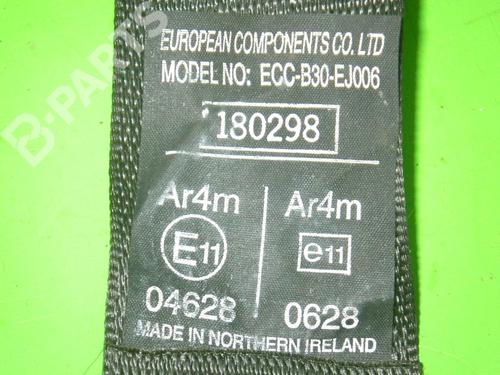 B-PARTS
EUROPEAN COMPONENTS CO. LTD
MODEL NO: ECC-B30-EJ006
180298
Ar4m Ar4m
E11 e11
04628 0628
MADE IN NORTHERN IRELAND